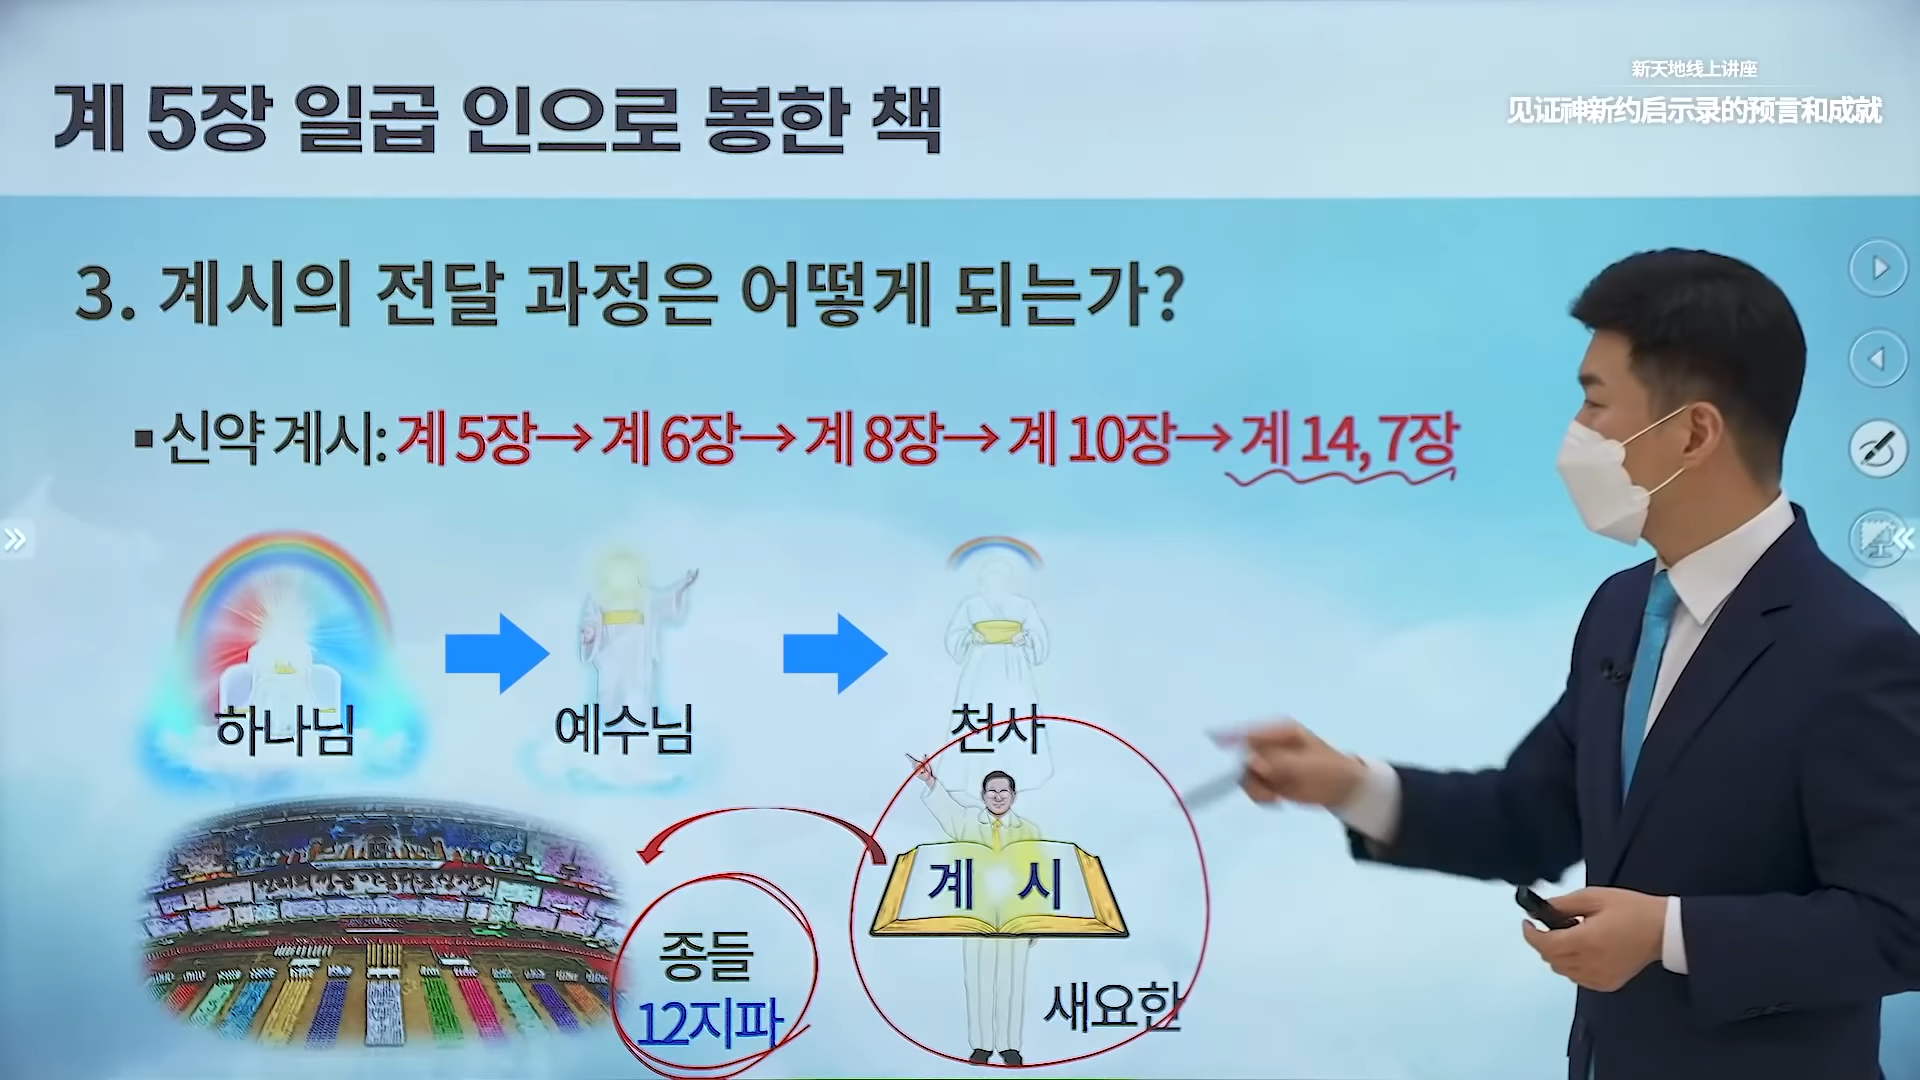 계 5장 일곱 인으로 봉한 책
新天地线上讲座
见证神新约启示录的预言和成就
3. 계시의 전달 과정은 어떻게 되는가?
▪신약 계시: 계 5장→계 6장→계 8장→계 10장→계 14, 7장
하나님
예수님
천사
계 시
종들
12지파
새요한